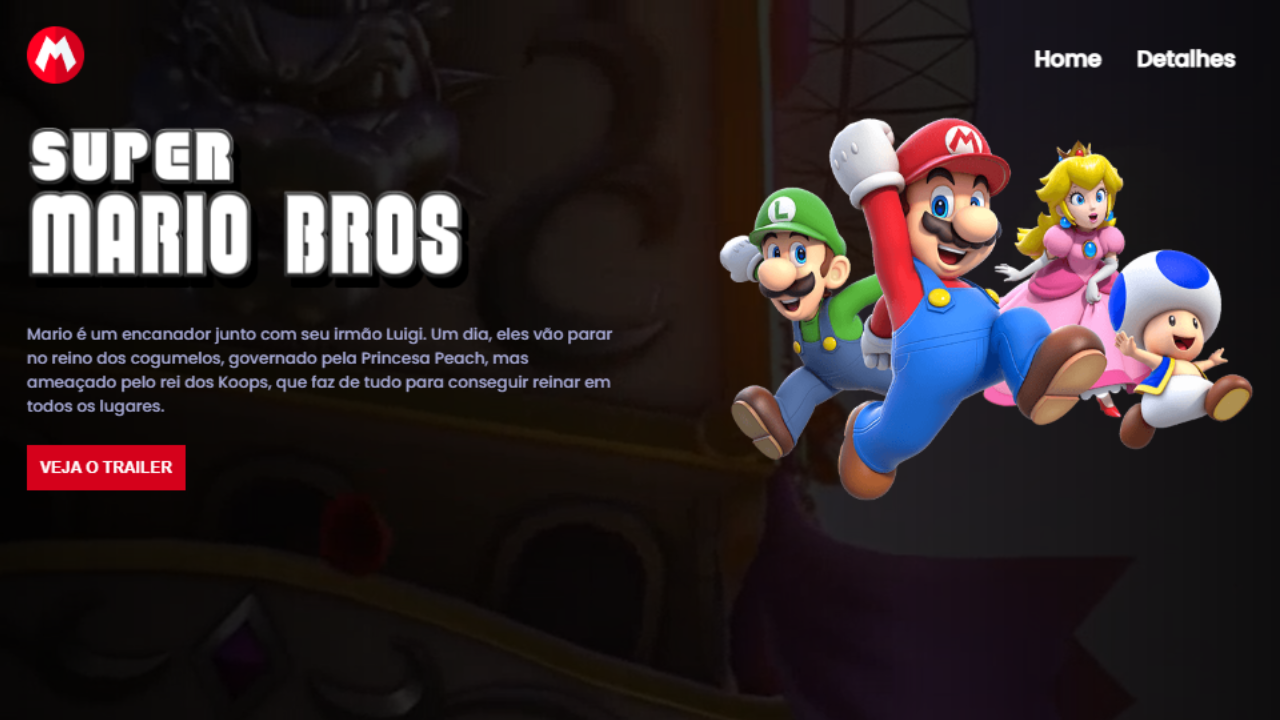 M
Home Detalhes
SUPER
MARIO BROS
M
L
Mario é um encanador junto com seu irmão Luigi. Um dia, eles vão parar
no reino dos cogumelos, governado pela Princesa Peach, mas
ameaçado pelo rei dos Koops, que faz de tudo para conseguir reinar em
todos os lugares.
VEJA O TRAILER